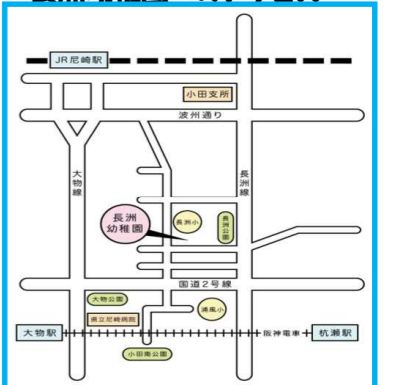 JR尼崎駅
小田支所
波州通り
大物線
長洲線
長洲
幼稚園
長洲小
長洲公園
国道2号線
大物公園
浦風小
県立尼崎病院
大物駅
阪神電車
杭瀬駅
小田南公園